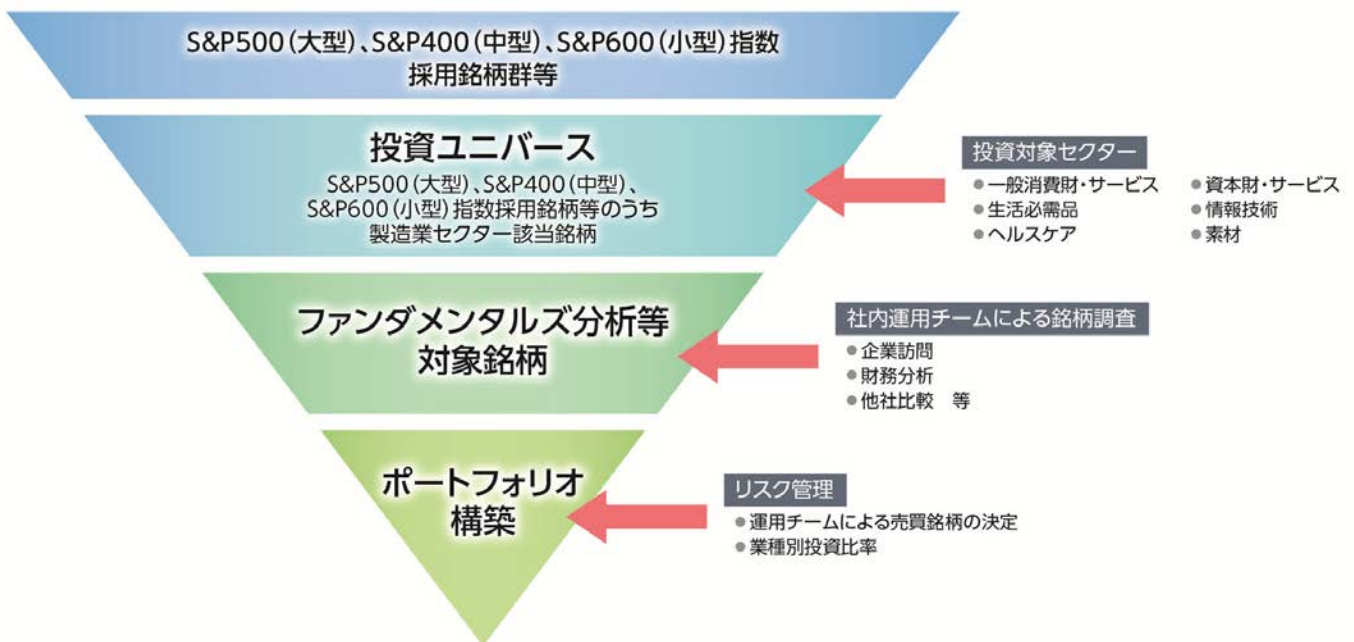 S&P500（大型）、S&P400（中型）、S&P600（小型）指数
採用銘柄群等
投資ユニバース
S&P500（大型）、S&P400（中型）、
S&P600（小型）指数採用銘柄等のうち
製造業セクター該当銘柄
投資対象セクター
●一般消費財・サービス ●資本財・サービス
●生活必需品 ●情報技術
●ヘルスケア ●素材
ファンダメンタルズ分析等
対象銘柄
社内運用チームによる銘柄調査
●企業訪問
●財務分析
●他社比較　等
ポートフォリオ
構築
リスク管理
●運用チームによる売買銘柄の決定
●業種別投資比率